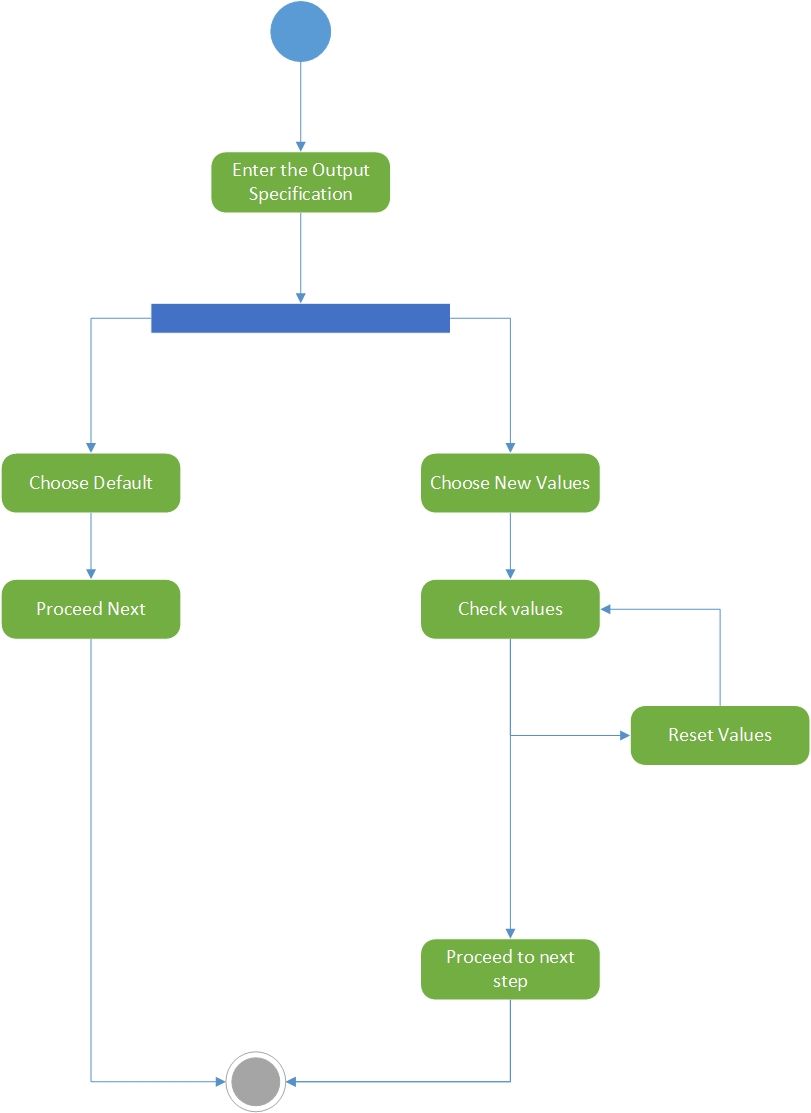 Enter the Output
Specification
Choose Default
Choose New Values
Proceed Next
Check values
Reset Values
Proceed to next
step